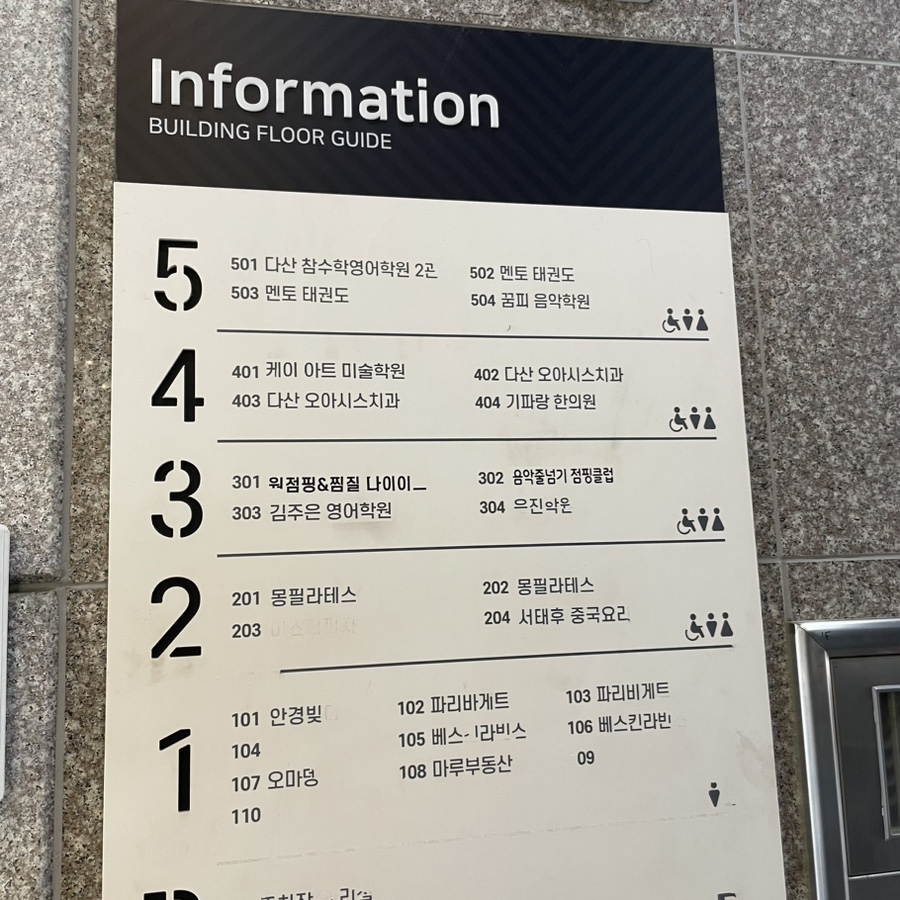 Information
BUILDING FLOOR GUIDE
5
501 다산 참수학영어학원 2관
502 멘토 태권도
503 멘토 태권도
504 꿈피 음악학원
4
401 케이 아트 미술학원
402 다산 오아시스치과
403 다산 오아시스치과
404 기파랑 한의원
3
301 워점핑&찜질 나이이
302 음악줄넘기 점핑클럽
303 김주은 영어학원
304
2
201 몽필라테스
202 몽필라테스
203
204 서태후 중국요리
1
101 안경빛
102 파리바게트
103 파리비게트
104
105
106 베스킨라빈
107 오마뎅
108 마루부동산
09
110